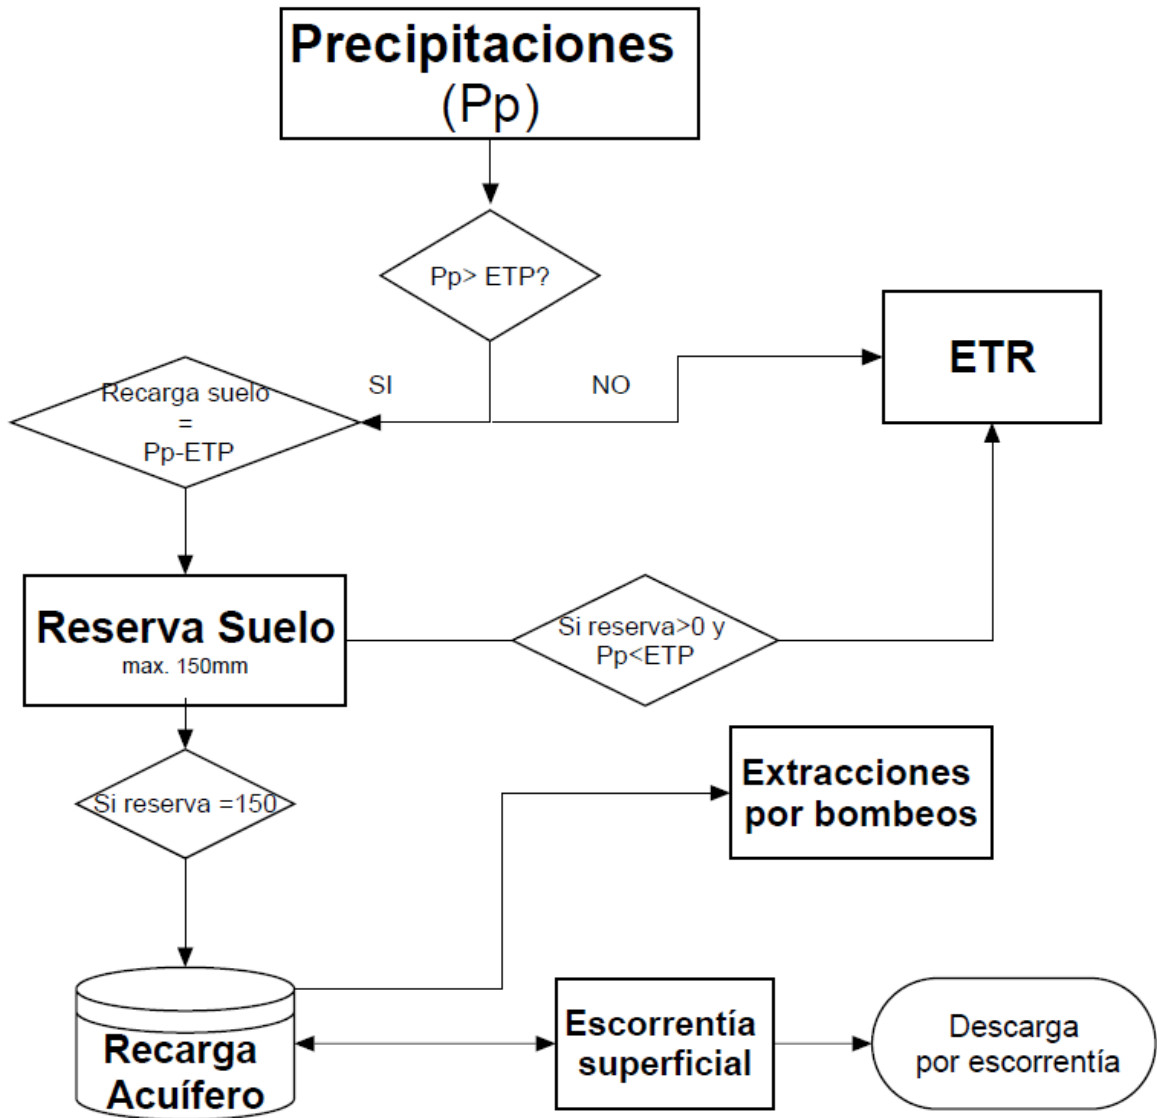 Precipitaciones
(Pp)
Pp> ETP?
ETR
SI
NO
Recarga suelo
=
Pp-ETP
Reserva Suelo
max. 150mm
Si reserva>0 y
Pp<ETP
Si reserva =150
Extracciones
por bombeos
Recarga
Acuífero
Escorrentía
superficial
Descarga
por escorrentía